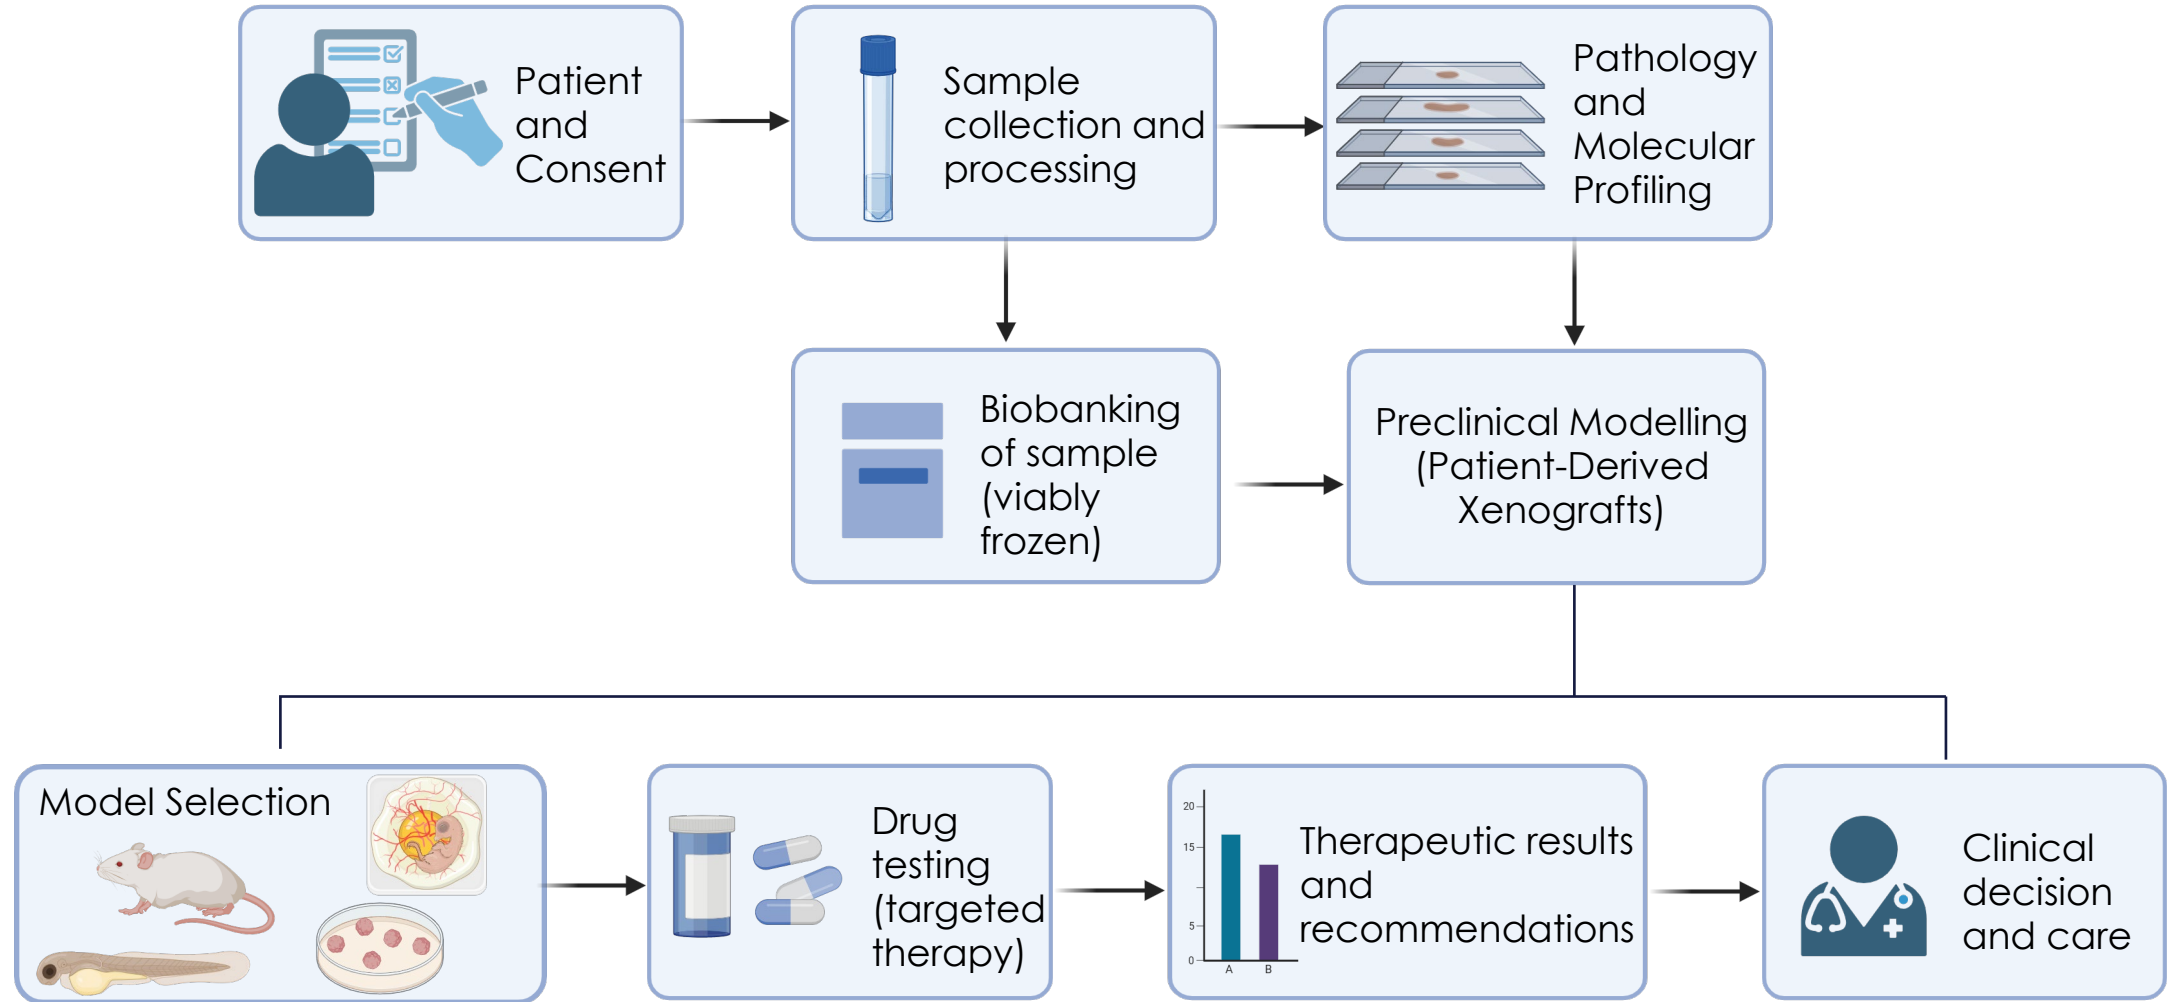 Patient
and
Consent
Sample
collection and
processing
Pathology
and
Molecular
Profiling
Biobanking
of sample
(viably
frozen)
Preclinical Modelling
(Patient-Derived
Xenografts)
Model Selection
Drug
testing
(targeted
therapy)
20
15
5
0
A B
Therapeutic results
and
recommendations
Clinical
decision
and care